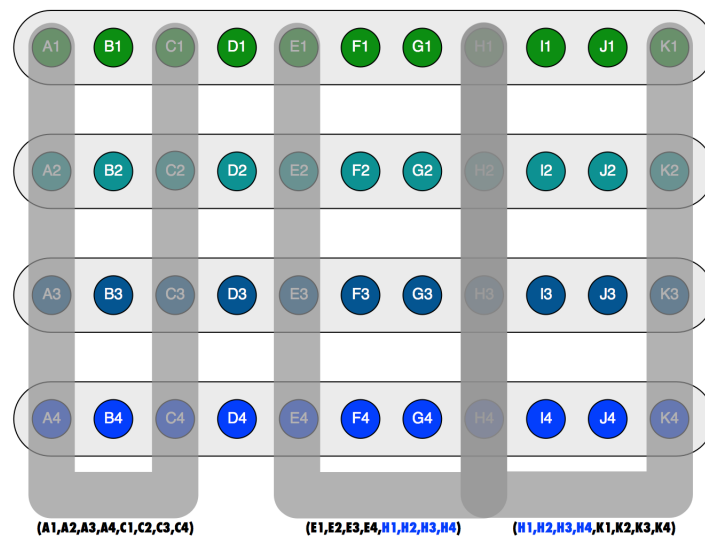 A1 B1 C1 D1 E1 F1 G1 H1 I1 J1 K1
A2 B2 C2 D2 E2 F2 G2 H2 I2 J2 K2
A3 B3 C3 D3 E3 F3 G3 H3 I3 J3 K3
A4 B4 C4 D4 E4 F4 G4 H4 I4 J4 K4
(A1,A2,A3,A4,C1,C2,C3,C4) (E1,E2,E3,E4,H1,H2,H3,H4) (H1,H2,H3,H4,K1,K2,K3,K4)